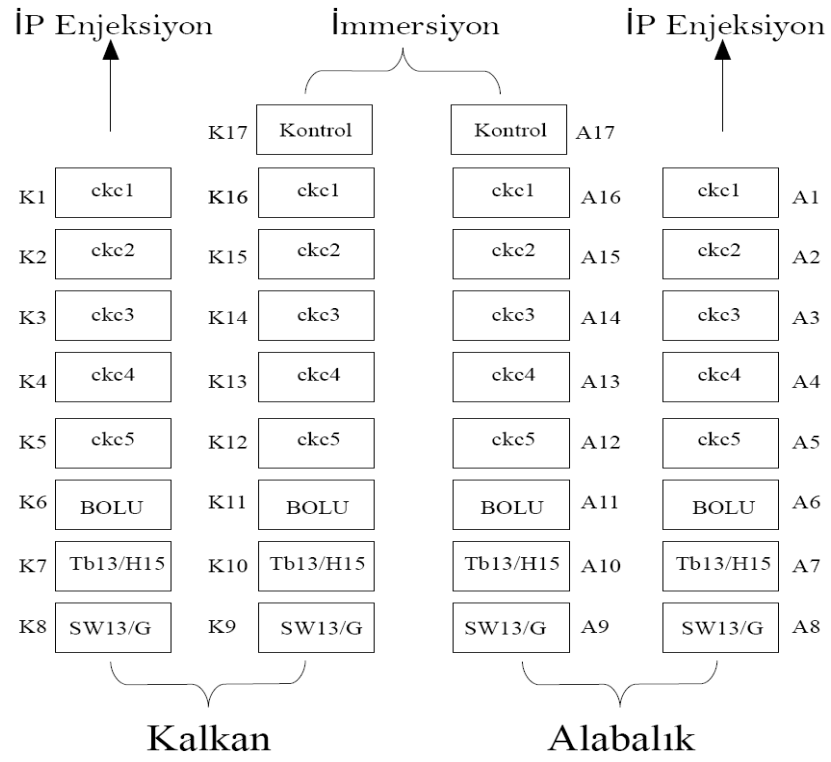 İP Enjeksiyon İmmersiyon İP Enjeksiyon
K17 Kontrol Kontrol A17
K1 ckc1 K16 ckc1 ckc1 A16 ckc1 A1
K2 ckc2 K15 ckc2 ckc2 A15 ckc2 A2
K3 ckc3 K14 ckc3 ckc3 A14 ckc3 A3
K4 ckc4 K13 ckc4 ckc4 A13 ckc4 A4
K5 ckc5 K12 ckc5 ckc5 A12 ckc5 A5
K6 BOLU K11 BOLU BOLU A11 BOLU A6
K7 Tb13/H15 K10 Tb13/H15 Tb13/H15 A10 Tb13/H15 A7
K8 SW13/G K9 SW13/G SW13/G A9 SW13/G A8
Kalkan Alabalık